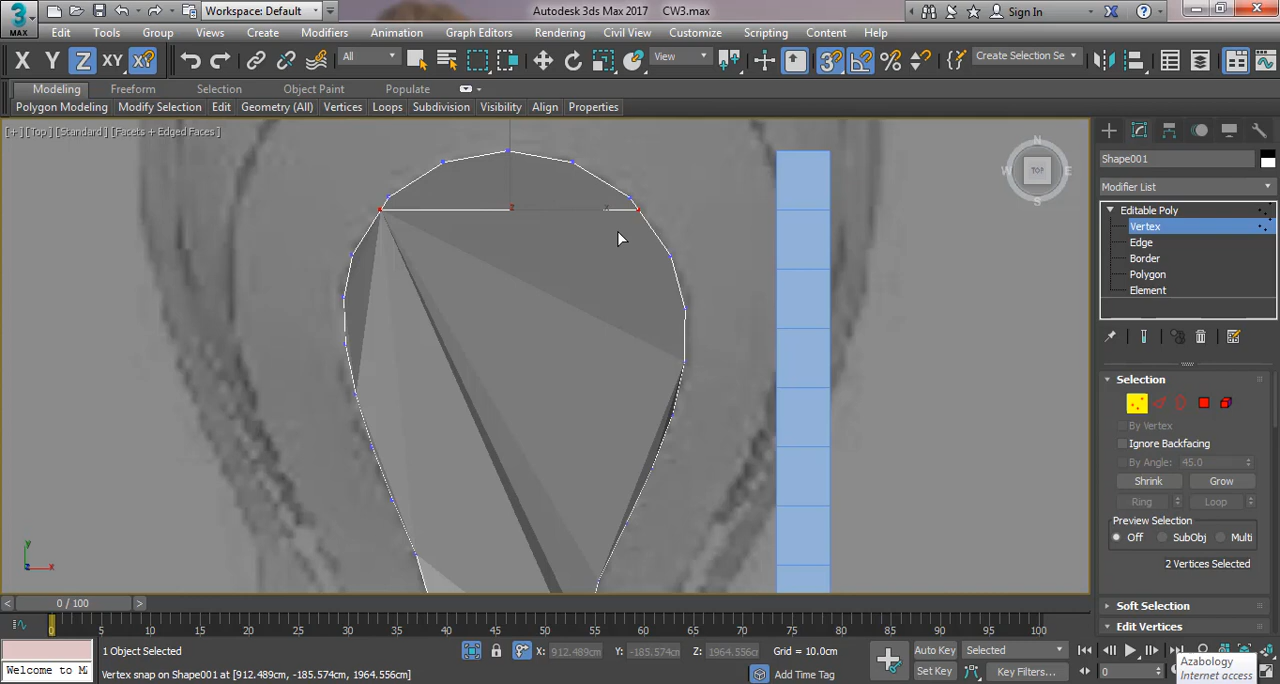 3
MAX
Workspace: Default
Autodesk 3ds Max 2017 CW3.max
Sign In
Edit Tools Group Views Create Modifiers Animation Graph Editors Rendering Civil View Customize Scripting Content Help
X Y Z XY
All
View
Create Selection Se
Modeling Freeform Selection Object Paint Populate
Polygon Modeling Modify Selection Edit Geometry (All) Vertices Loops Subdivision Visibility Align Properties
[+] [Top] [Standard] [Facets + Edged Faces]
N
W TOP E
S
z x
y
x
Shape001
Modifier List
Editable Poly
Vertex
Edge
Border
Polygon
Element
Selection
By Vertex
Ignore Backfacing
By Angle: 45.0
Shrink Grow
Ring Loop
Preview Selection
Off SubObj Multi
2 Vertices Selected
Soft Selection
Edit Vertices
< 0 / 100 >
0 5 10 15 20 25 30 35 40 45 50 55 60 65 70 75 80 85 90 95 100
1 Object Selected
X: 912.489cm Y: -185.574cm Z: 1964.556cm Grid = 10.0cm
Auto Key Selected
Welcome to M
Vertex snap on Shape001 at [912.489cm, -185.574cm, 1964.556cm]
Add Time Tag
Set Key Key Filters...
0
Azabology
Internet access